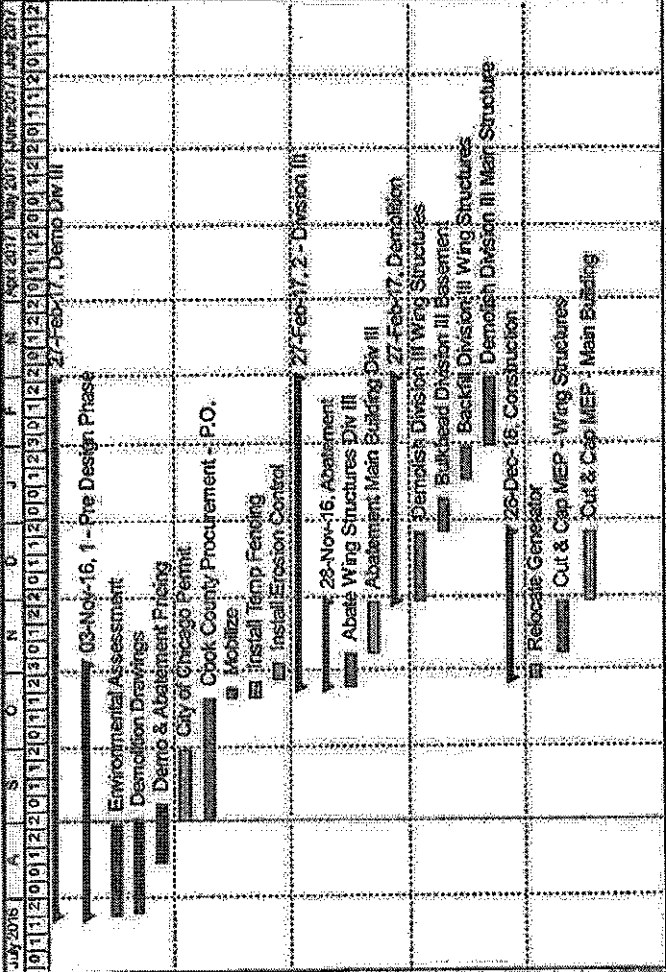 July 2016 A S O N D J F M April 2017 May 2017 June 2017 July 2017
27-Feb-17, Demo Div III
03-Nov-16, 1 - Pre Design Phase
Environmental Assessment
Demolition Drawings
Demo & Abatement Pricing
City of Chicago Permit
Cook County Procurement - P.O.
Mobilize
Install Temp Fencing
Install Erosion Control
27-Feb-17, 2 - Division III
28-Nov-16, Abatement
Abate Wing Structures Div III
Abatement Main Building Div III
27-Feb-17, Demolition
Demolish Division III Wing Structures
Bulkhead Division III Basement
Backfill Division III Wing Structures
Demolish Division III Main Structure
26-Dec-16, Construction
Relocate Generator
Cut & Cap MEP - Wing Structures
Cut & Cap MEP - Main Building